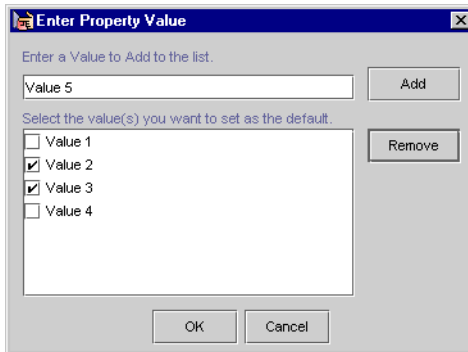 Enter Property Value
Enter a Value to Add to the list.
Value 5
Add
Select the value(s) you want to set as the default.
Value 1
Remove
Value 2
Value 3
Value 4
OK
Cancel